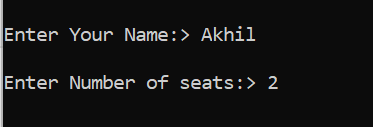 Enter Your Name:> Akhil
Enter Number of seats:> 2